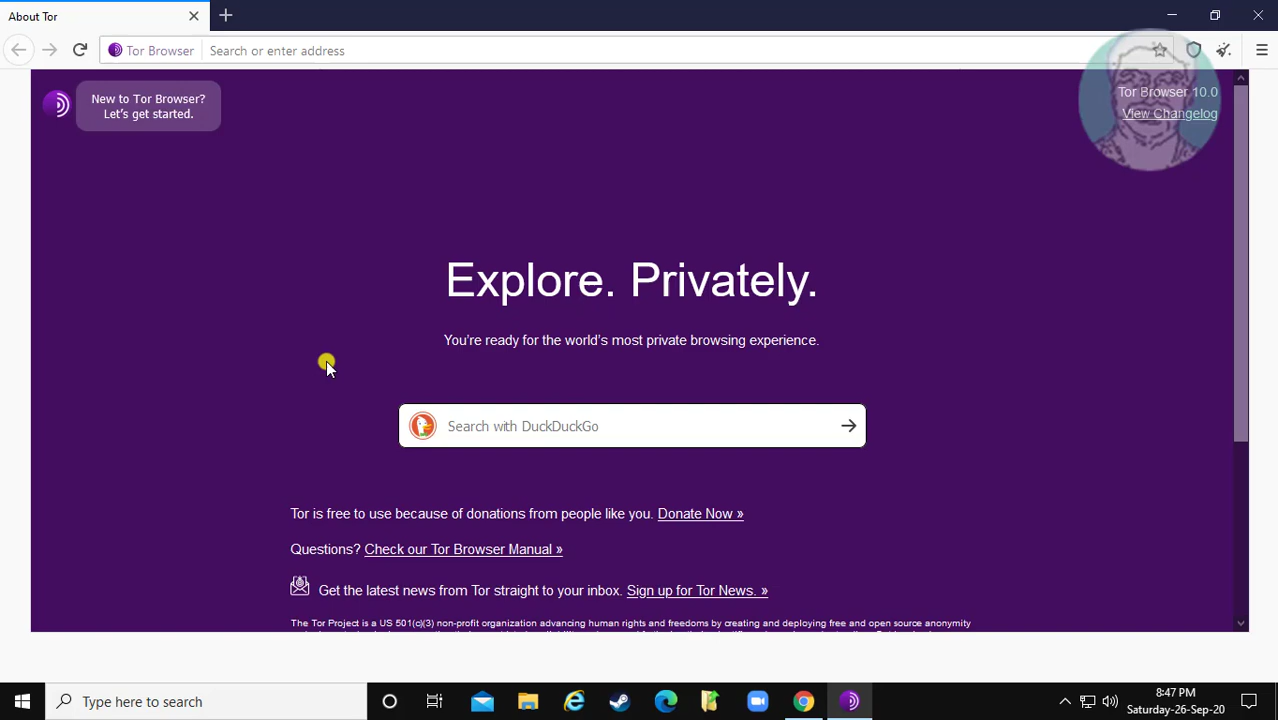 About Tor
Tor Browser
Search or enter address
New to Tor Browser?
Let's get started.
Tor Browser 10.0
View Changelog
Explore. Privately.
You're ready for the world's most private browsing experience.
Search with DuckDuckGo
Tor is free to use because of donations from people like you. Donate Now »
Questions? Check our Tor Browser Manual »
Get the latest news from Tor straight to your inbox. Sign up for Tor News. »
The Tor Project is a US 501(c)(3) non-profit organization advancing human rights and freedoms by creating and deploying free and open source anonymity
Type here to search
8:47 PM
Saturday-26-Sep-20